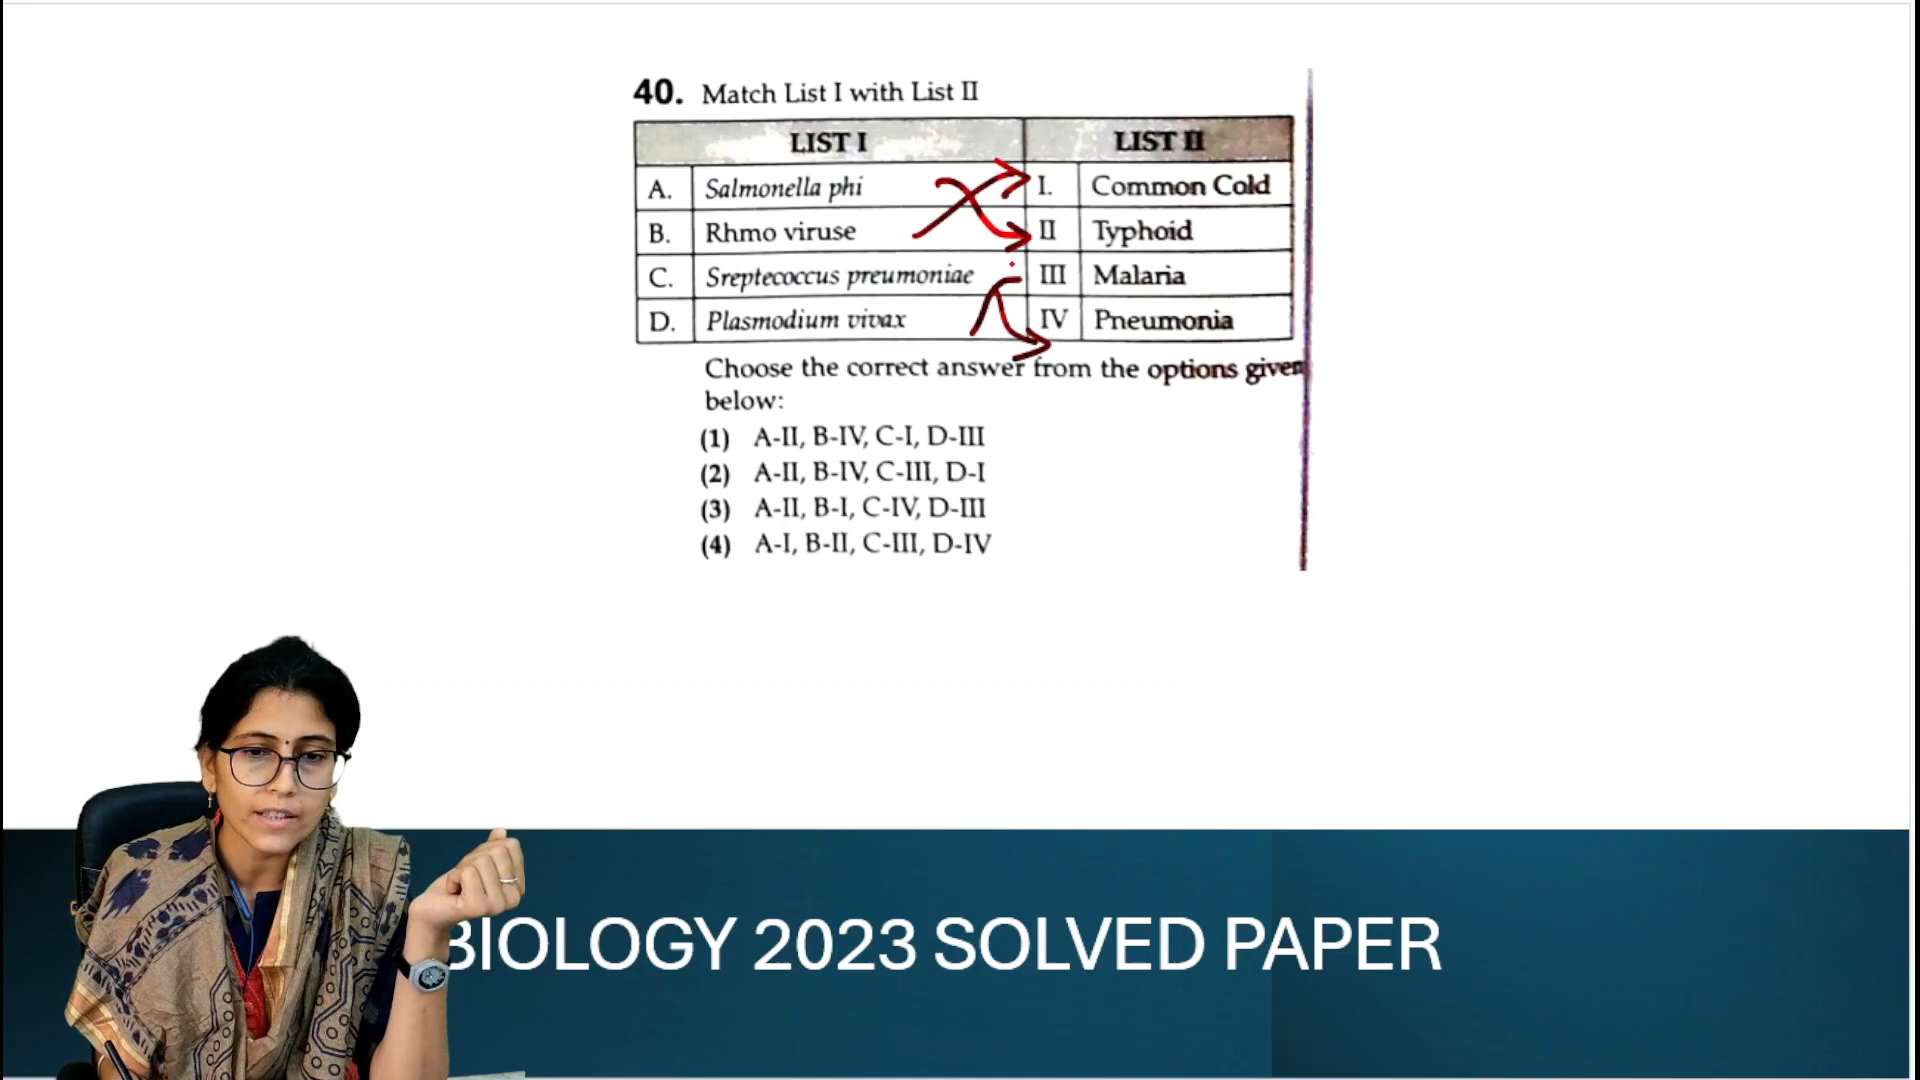 40. Match List I with List II
LIST I LIST II
A. Salmonella phi I. Common Cold
B. Rhmo viruse II Typhoid
C. Sreptecoccus preumoniae III Malaria
D. Plasmodium vivax IV Pneumonia
Choose the correct answer from the options given
below:
(1) A-II, B-IV, C-I, D-III
(2) A-II, B-IV, C-III, D-I
(3) A-II, B-I, C-IV, D-III
(4) A-I, B-II, C-III, D-IV
BIOLOGY 2023 SOLVED PAPER